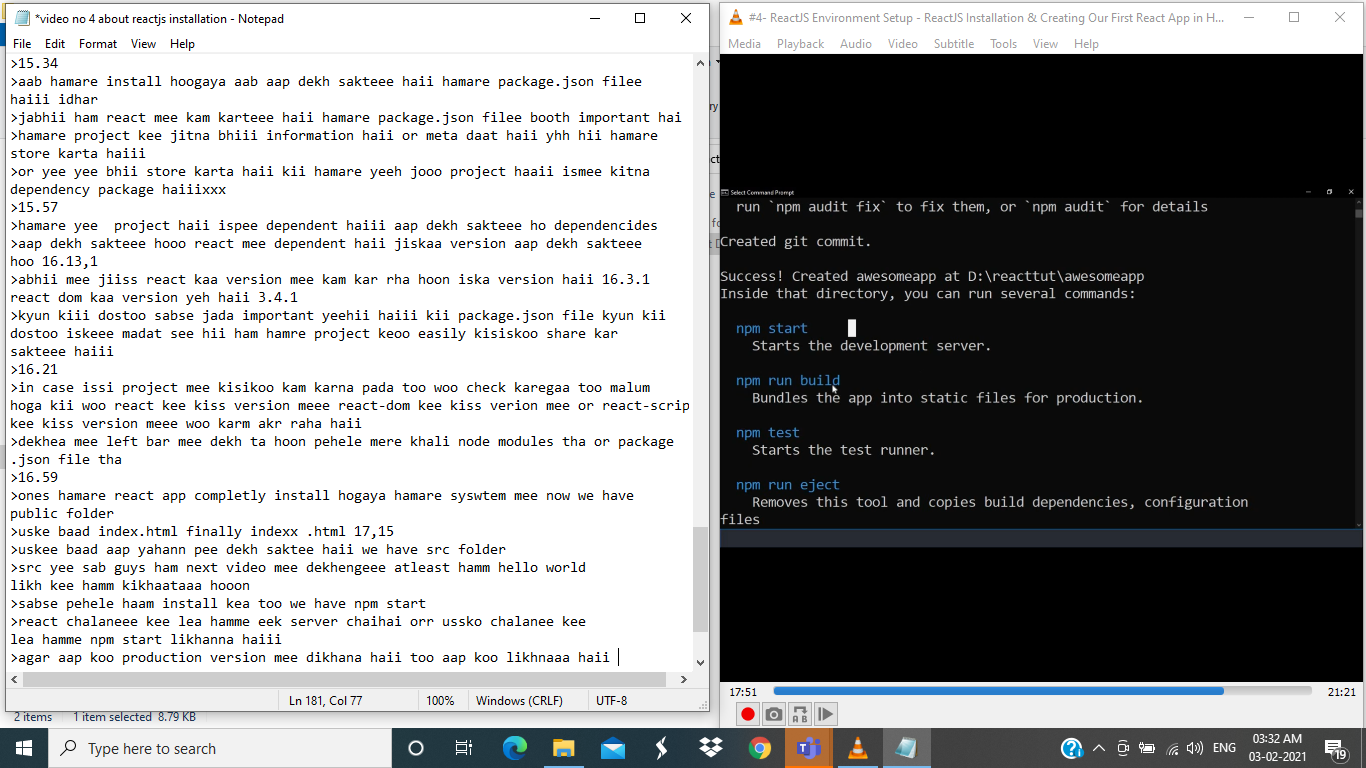 *video no 4 about reactjs installation - Notepad
File Edit Format View Help
>15.34
>aab hamare install hoogaya aab aap dekh sakteee haii hamare package.json filee
haiii idhar
>jabhii ham react mee kam karteee haii hamare package.json filee booth important hai
>hamare project kee jitna bhiii information haii or meta daat haii yhh hii hamare
store karta haiii
>or yee yee bhii store karta haii kii hamare yeeh jooo project haaii ismee kitna
dependency package haiiixxx
>15.57
>hamare yee  project haii ispee dependent haiii aap dekh sakteee ho dependencides
>aap dekh sakteee hooo react mee dependent haii jiskaa version aap dekh sakteee
hoo 16.13,1
>abhii mee jiiss react kaa version mee kam kar rha hoon iska version haii 16.3.1
react dom kaa version yeh haii 3.4.1
>kyun kiii dostoo sabse jada important yeehii haiii kii package.json file kyun kii
dostoo iskeee madat see hii ham hamre project keoo easily kisiskoo share kar
sakteee haiii
>16.21
>in case issi project mee kisikoo kam karna pada too woo check karegaa too malum
hoga kii woo react kee kiss version meee react-dom kee kiss verion mee or react-scrip
kee kiss version meee woo karm akr raha haii
>dekhea mee left bar mee dekh ta hoon pehele mere khali node modules tha or package
.json file tha
>16.59
>ones hamare react app completly install hogaya hamare syswtem mee now we have
public folder
>uske baad index.html finally indexx .html 17,15
>uskee baad aap yahann pee dekh saktee haii we have src folder
>src yee sab guys ham next video mee dekhengeee atleast hamm hello world
likh kee hamm kikhaataaa hooon
>sabse pehele haam install kea too we have npm start
>react chalaneee kee lea hamme eek server chaihai orr ussko chalanee kee
lea hamme npm start likhanna haiii
>agar aap koo production version mee dikhana haii too aap koo likhnaaa haii
Ln 181, Col 77 100% Windows (CRLF) UTF-8
2 items 1 item selected 8.79 KB
#4- ReactJS Environment Setup - ReactJS Installation & Creating Our First React App in H...
Media Playback Audio Video Subtitle Tools View Help
Select Command Prompt
run `npm audit fix` to fix them, or `npm audit` for details
Created git commit.
Success! Created awesomeapp at D:\reacttut\awesomeapp
Inside that directory, you can run several commands:
npm start
Starts the development server.
npm run build
Bundles the app into static files for production.
npm test
Starts the test runner.
npm run eject
Removes this tool and copies build dependencies, configuration
files
17:51 21:21
Type here to search
ENG
03:32 AM
03-02-2021
19